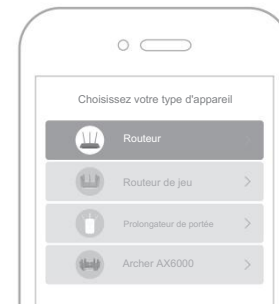 Choisissez votre type d'appareil
Routeur
Routeur de jeu
Prolongateur de portée
Archer AX6000